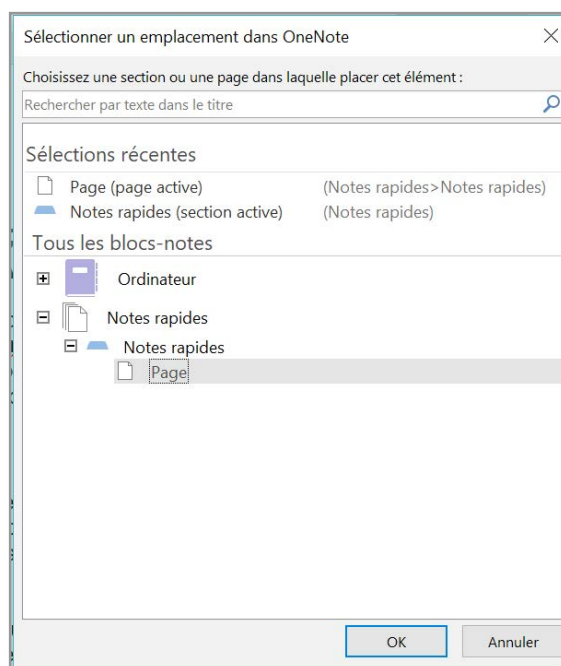 Sélectionner un emplacement dans OneNote
Choisissez une section ou une page dans laquelle placer cet élément :
Rechercher par texte dans le titre
Sélections récentes
Page (page active) (Notes rapides>Notes rapides)
Notes rapides (section active) (Notes rapides)
Tous les blocs-notes
Ordinateur
Notes rapides
Notes rapides
Page
OK Annuler